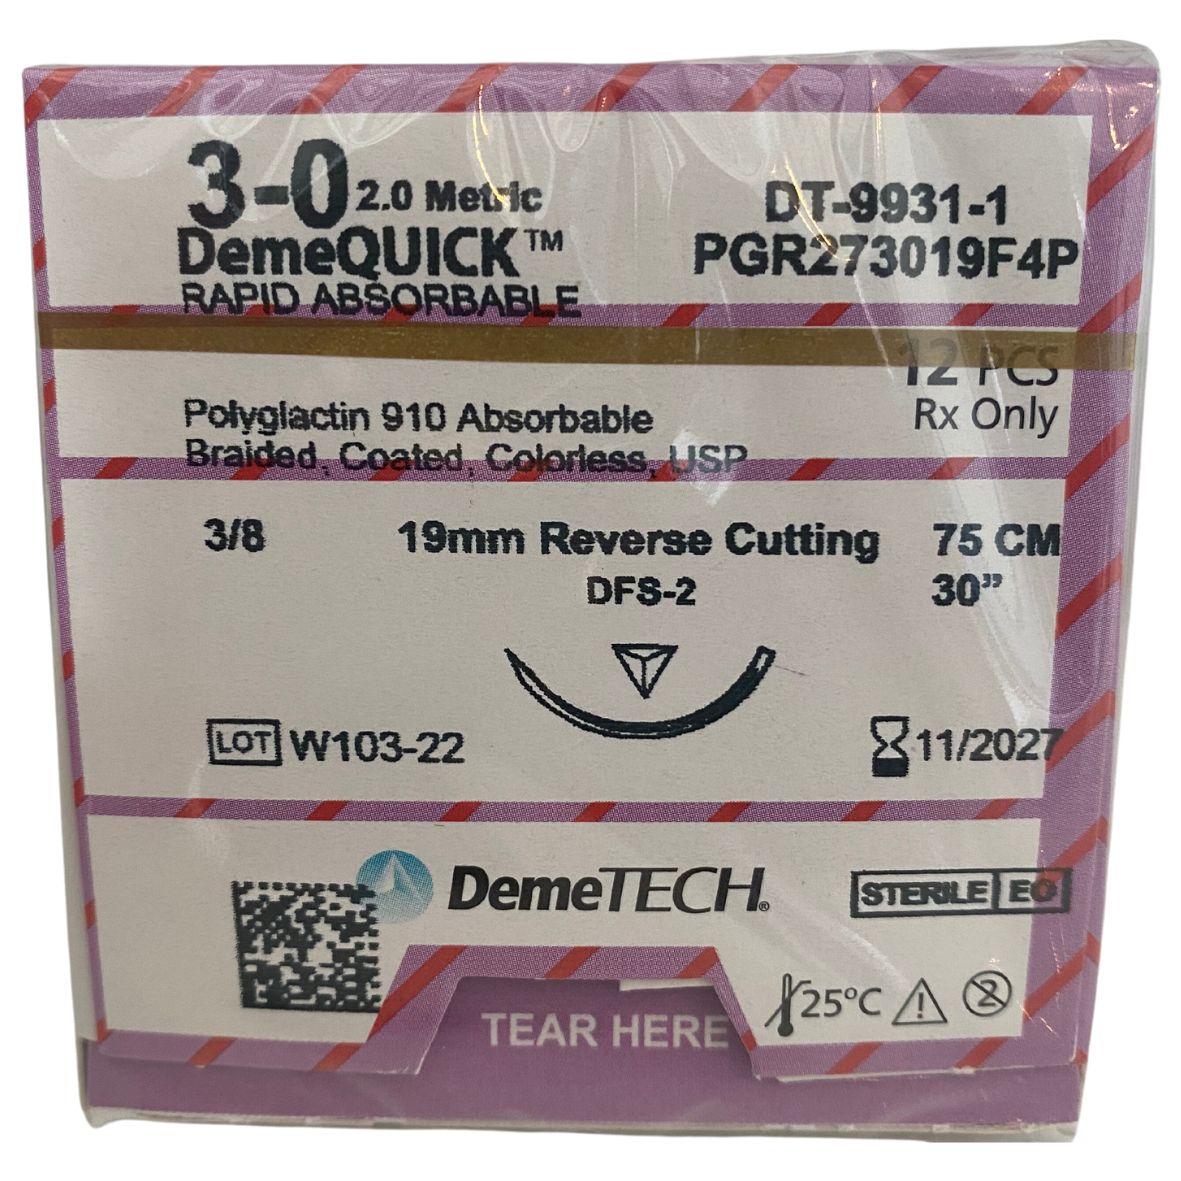 3-0 2.0 Metric
DemeQUICK™
RAPID ABSORBABLE
DT-9931-1
PGR273019F4P
12 PCS
Rx Only
Polyglactin 910 Absorbable
Braided, Coated, Colorless, USP
3/8 19mm Reverse Cutting 75 CM
DFS-2 30”
LOT W103-22 11/2027
DemeTECH® STERILE EO
25°C 2
TEAR HERE